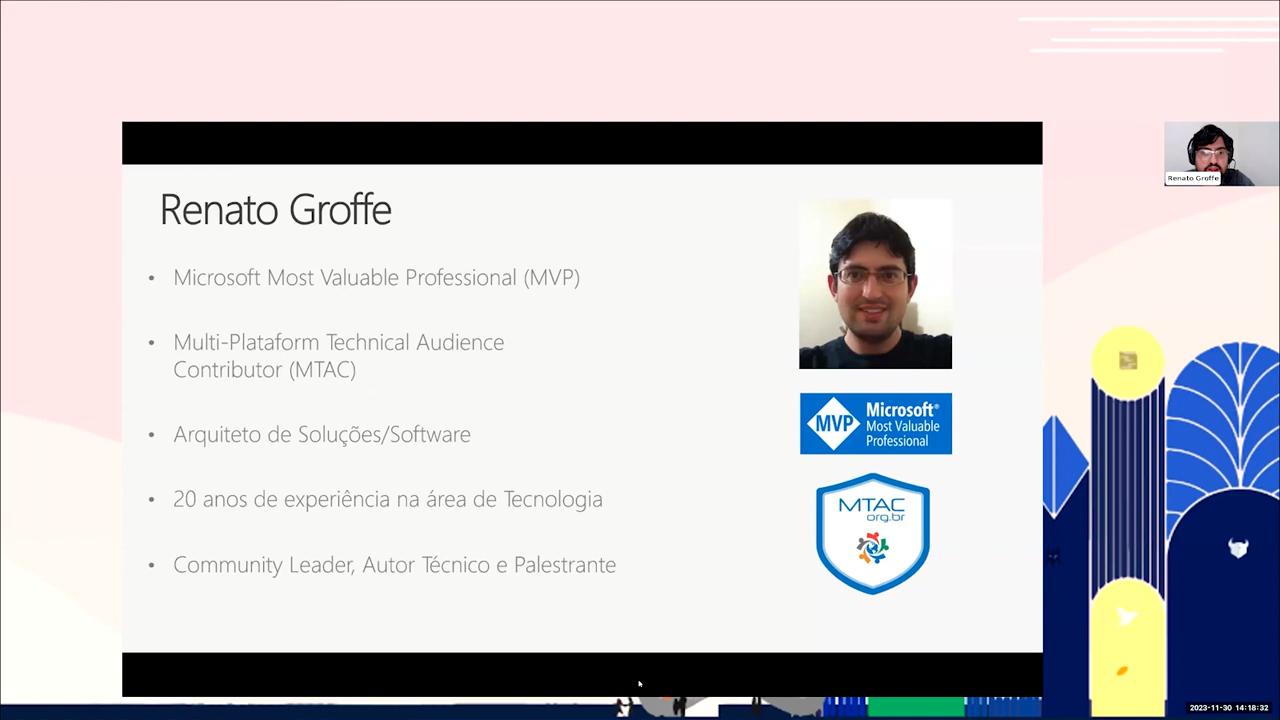 Renato Groffe
• Microsoft Most Valuable Professional (MVP)
• Multi-Plataform Technical Audience
Contributor (MTAC)
• Arquiteto de Soluções/Software
• 20 anos de experiência na área de Tecnologia
• Community Leader, Autor Técnico e Palestrante
MVP
Microsoft®
Most Valuable
Professional
MTAC
org.br
Renato Groffe
2023-11-30 14:18:32